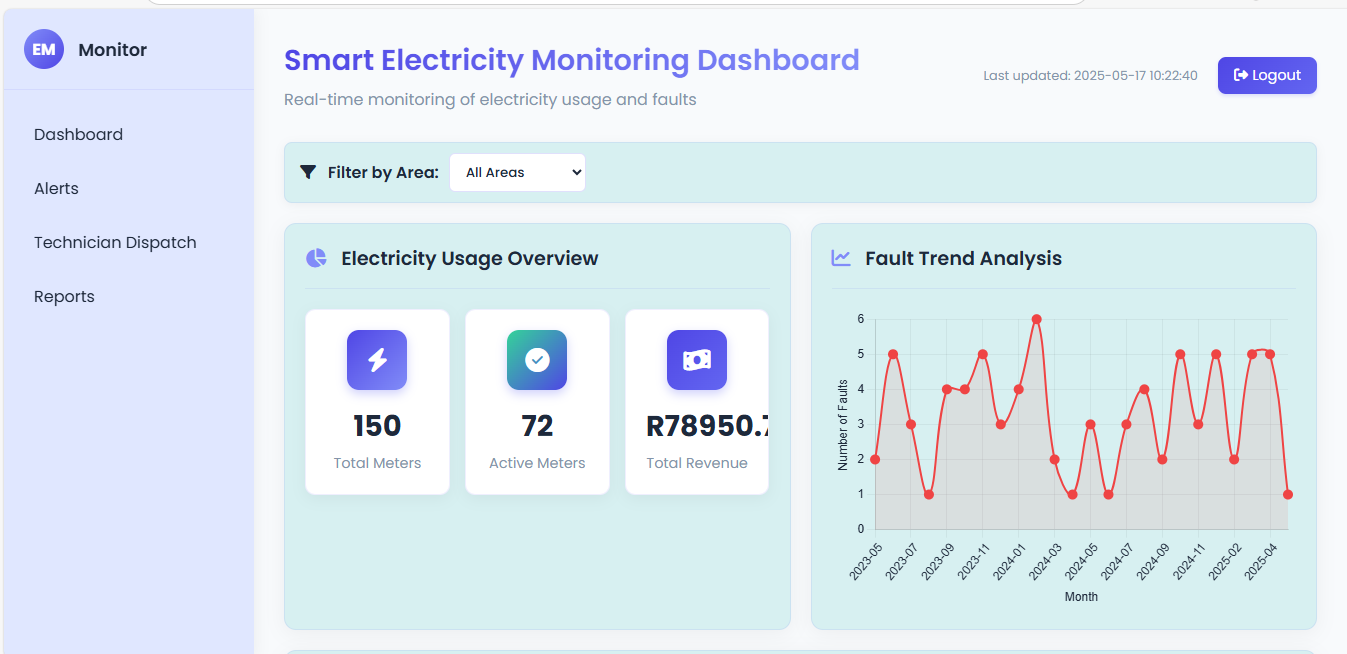 EM Monitor
Dashboard
Alerts
Technician Dispatch
Reports
Smart Electricity Monitoring Dashboard
Real-time monitoring of electricity usage and faults
Last updated: 2025-05-17 10:22:40
Logout
Filter by Area: All Areas
Electricity Usage Overview
150
Total Meters
72
Active Meters
R78950.7
Total Revenue
Fault Trend Analysis
Number of Faults
6
5
4
3
2
1
0
2023-05
2023-07
2023-09
2023-11
2024-01
2024-03
2024-05
2024-07
2024-09
2024-11
2025-02
2025-04
Month